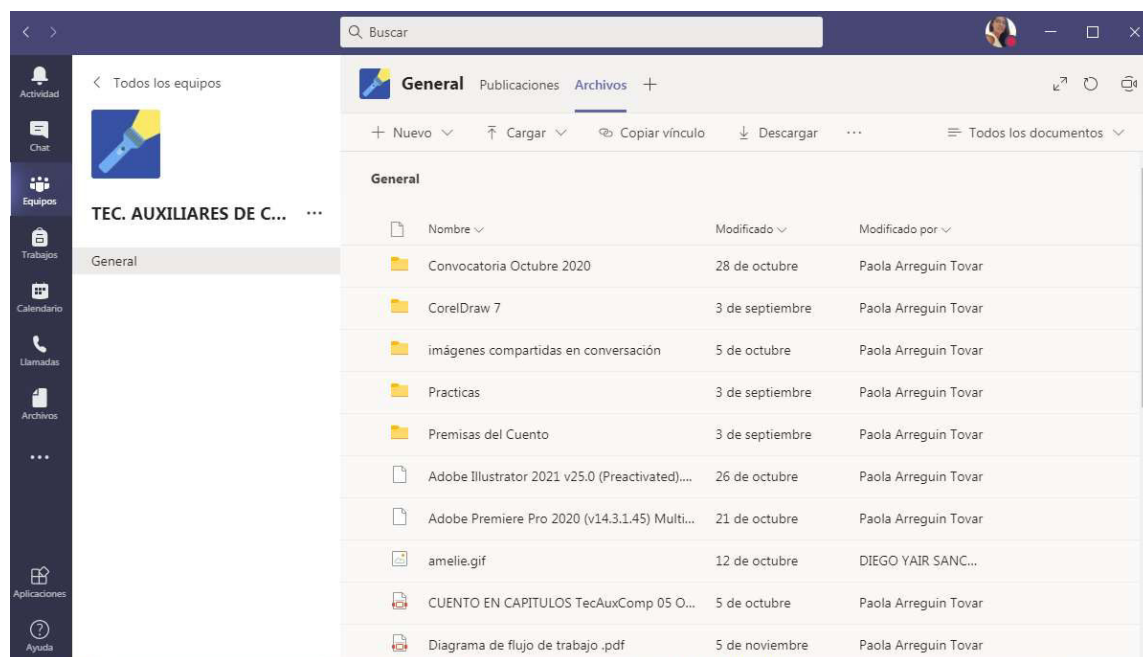 Buscar
Actividad
Chat
Equipos
Trabajos
Calendario
Llamadas
Archivos
Aplicaciones
Ayuda
Todos los equipos
TEC. AUXILIARES DE C...
General
General Publicaciones Archivos
Nuevo Cargar Copiar vínculo Descargar Todos los documentos
General
Nombre Modificado Modificado por
Convocatoria Octubre 2020 28 de octubre Paola Arreguin Tovar
CorelDraw 7 3 de septiembre Paola Arreguin Tovar
imágenes compartidas en conversación 5 de octubre Paola Arreguin Tovar
Practicas 3 de septiembre Paola Arreguin Tovar
Premisas del Cuento 3 de septiembre Paola Arreguin Tovar
Adobe Illustrator 2021 v25.0 (Preactivated).... 26 de octubre Paola Arreguin Tovar
Adobe Premiere Pro 2020 (v14.3.1.45) Multi... 21 de octubre Paola Arreguin Tovar
amelie.gif 12 de octubre DIEGO YAIR SANC...
CUENTO EN CAPITULOS TecAuxComp 05 O... 5 de octubre Paola Arreguin Tovar
Diagrama de flujo de trabajo .pdf 5 de noviembre Paola Arreguin Tovar